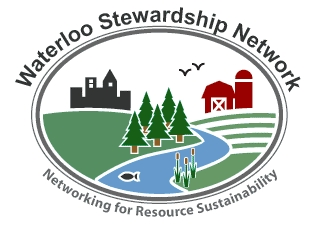 Waterloo Stewardship Network
Networking for Resource Sustainability